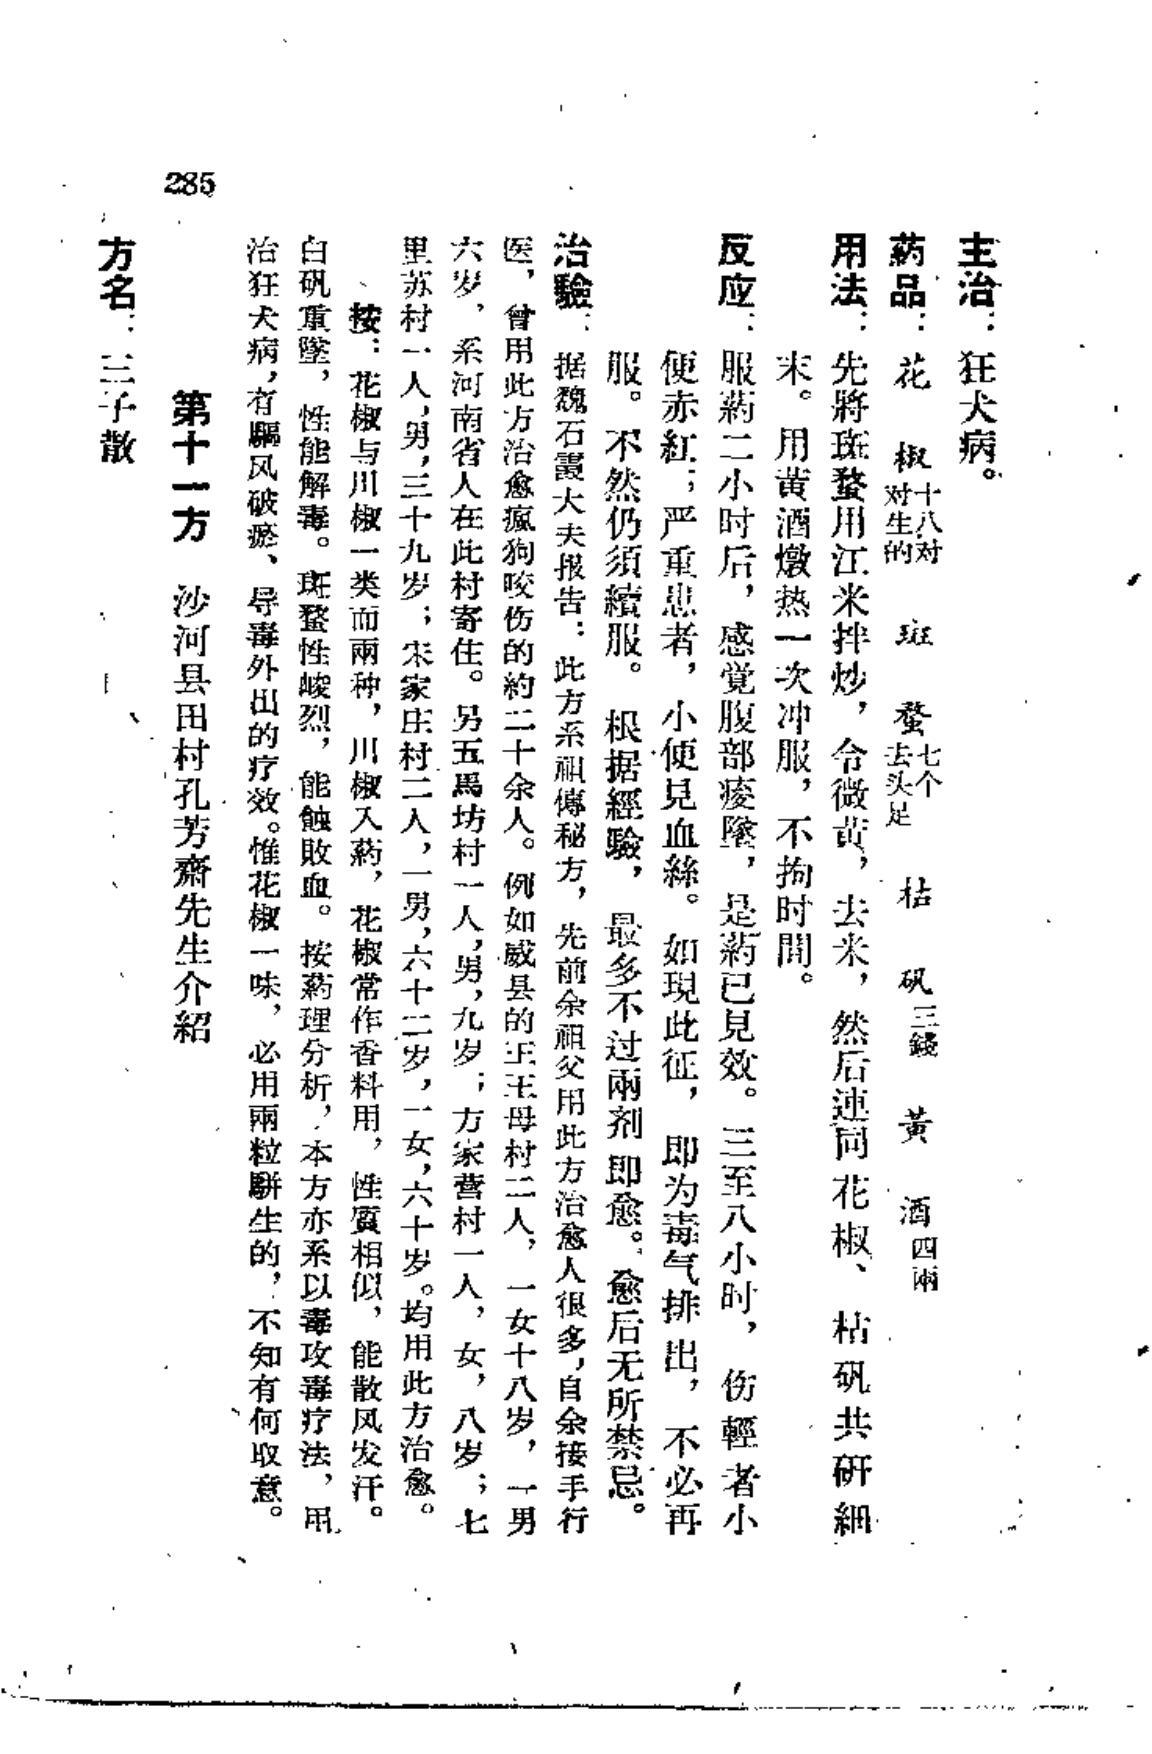 主治：狂犬病。
药品：花椒十八对对生的　斑蝥七个去头足　枯矾三錢　黄酒四兩
用法：先將斑蝥用江米拌炒，令微黄，去米，然后連同花椒、枯矾共研細
末。用黄酒燉热一次冲服，不拘时間。
反应：服葯二小时后，感觉腹部痠墜，是葯已見效。三至八小时，伤輕者小
便赤紅；严重患者，小便見血絲。如現此征，即为毒气排出，不必再
服。不然仍須續服。根据經驗，最多不过兩剂即愈。愈后无所禁忌。
治驗：据魏石灵大夫报告：此方系祖傳秘方，先前余祖父用此方治愈人很多，自余接手行
医，曾用此方治愈瘋狗咬伤的約二十余人。例如威县的王王母村二人，一女十八岁，一男
六岁，系河南省人在此村寄住。另五馬坊村一人，男，九岁；方家营村一人，女，八岁；七
里苏村一人，男，三十九岁；宋家庄村二人，一男，六十二岁，一女，六十岁。均用此方治愈。
按：花椒与川椒一类而兩种，川椒入葯，花椒常作香料用，性質相似，能散风发汗。
白矾重墜，性能解毒。斑蝥性峻烈，能蝕敗血。按葯理分析，本方亦系以毒攻毒疗法，用
治狂犬病，有驅风破瘀、导毒外出的疗效。惟花椒一味，必用兩粒駢生的，不知有何取意。
第十一方　沙河县田村孔芳齋先生介紹
方名：三子散
285